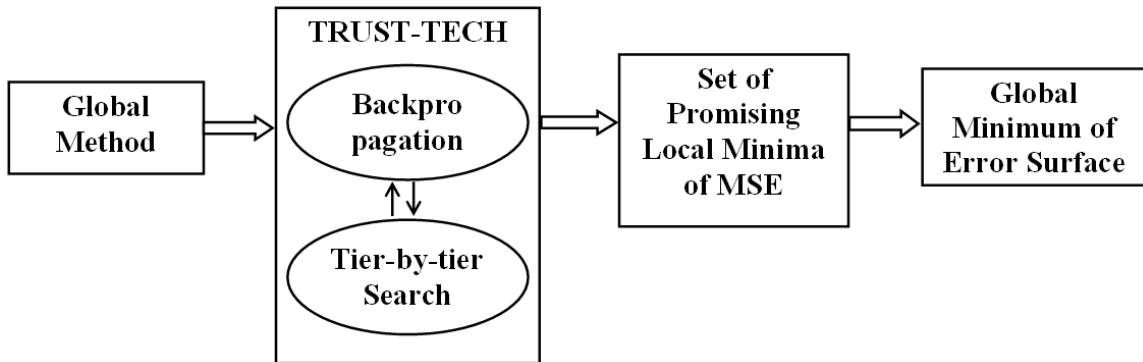 Global
Method
TRUST-TECH
Backpro
pagation
Tier-by-tier
Search
Set of
Promising
Local Minima
of MSE
Global
Minimum of
Error Surface